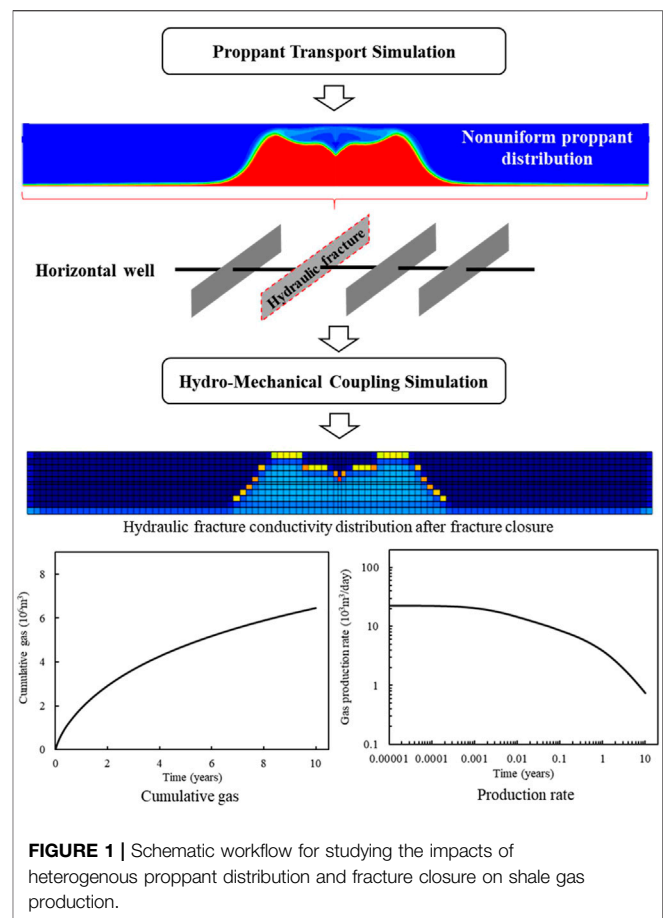 Proppant Transport Simulation
Nonuniform proppant
distribution
Horizontal well
Hydraulic fracture
Hydro-Mechanical Coupling Simulation
Hydraulic fracture conductivity distribution after fracture closure
Cumulative gas (10⁶m³)
8
6
4
2
0
0 2 4 6 8 10
Time (years)
Cumulative gas
Gas production rate (10³m³/day)
100
10
1
0.1
0.00001 0.0001 0.001 0.01 0.1 1 10
Time (years)
Production rate
FIGURE 1 | Schematic workflow for studying the impacts of
heterogenous proppant distribution and fracture closure on shale gas
production.